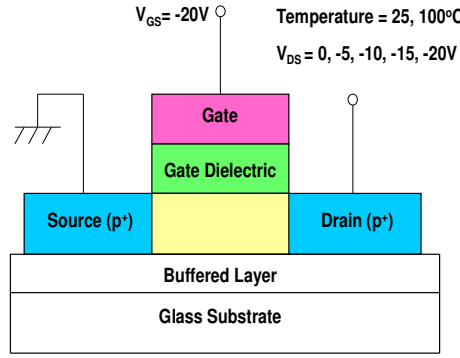 V_GS= -20V
Temperature = 25, 100ºC
V_DS = 0, -5, -10, -15, -20V
Gate
Gate Dielectric
Source (p⁺)
Drain (p⁺)
Buffered Layer
Glass Substrate